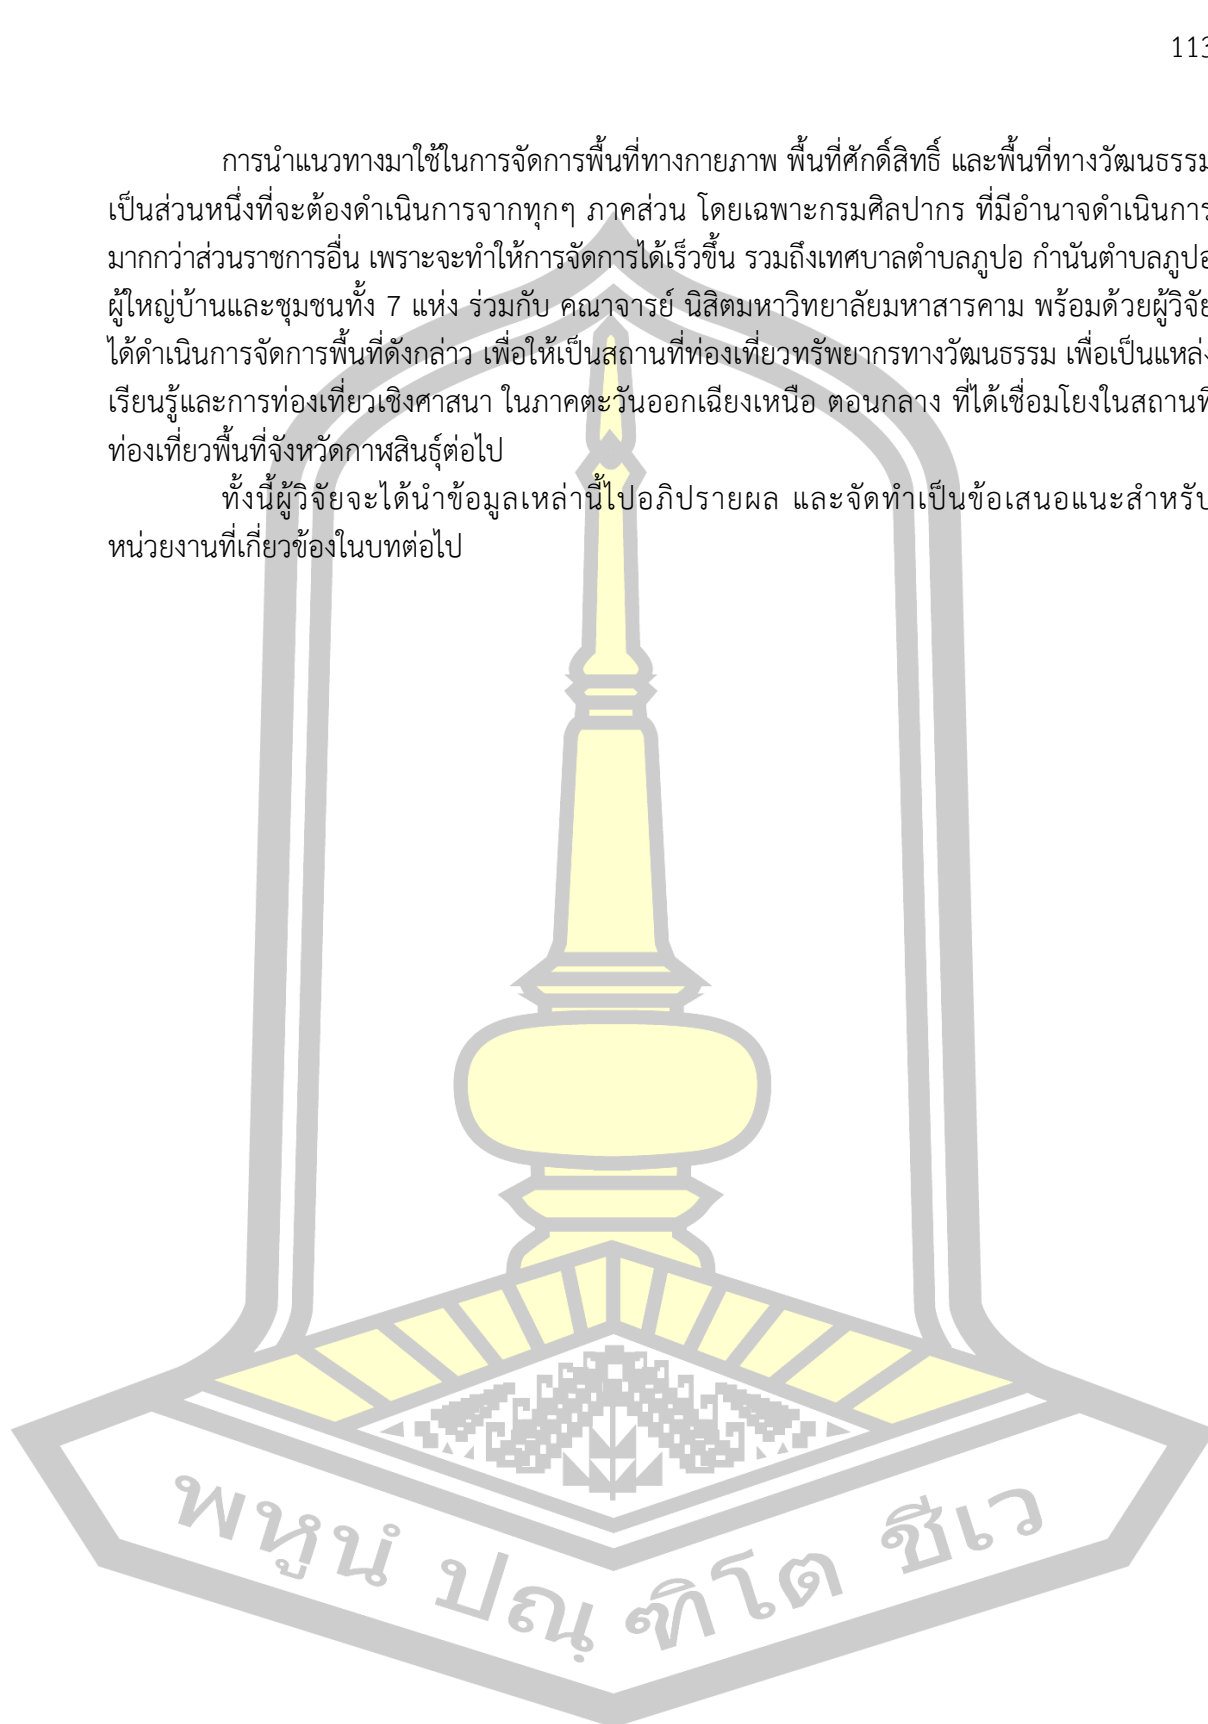 113
การนำแนวทางมาใช้ในการจัดการพื้นที่ทางกายภาพ พื้นที่ศักดิ์สิทธิ์ และพื้นที่ทางวัฒนธรรม
เป็นส่วนหนึ่งที่จะต้องดำเนินการจากทุกๆ ภาคส่วน โดยเฉพาะกรมศิลปากร ที่มีอำนาจดำเนินการ
มากกว่าส่วนราชการอื่น เพราะจะทำให้การจัดการได้เร็วขึ้น รวมถึงเทศบาลตำบลภูปอ กำนันตำบลภูปอ
ผู้ใหญ่บ้านและชุมชนทั้ง 7 แห่ง ร่วมกับ คณาจารย์ นิสิตมหาวิทยาลัยมหาสารคาม พร้อมด้วยผู้วิจัย
ได้ดำเนินการจัดการพื้นที่ดังกล่าว เพื่อให้เป็นสถานที่ท่องเที่ยวทรัพยากรทางวัฒนธรรม เพื่อเป็นแหล่ง
เรียนรู้และการท่องเที่ยวเชิงศาสนา ในภาคตะวันออกเฉียงเหนือ ตอนกลาง ที่ได้เชื่อมโยงในสถานที่
ท่องเที่ยวพื้นที่จังหวัดกาฬสินธุ์ต่อไป
ทั้งนี้ผู้วิจัยจะได้นำข้อมูลเหล่านี้ไปอภิปรายผล และจัดทำเป็นข้อเสนอแนะสำหรับ
หน่วยงานที่เกี่ยวข้องในบทต่อไป
พหูนํ ปณฺฑิโต ชีเว